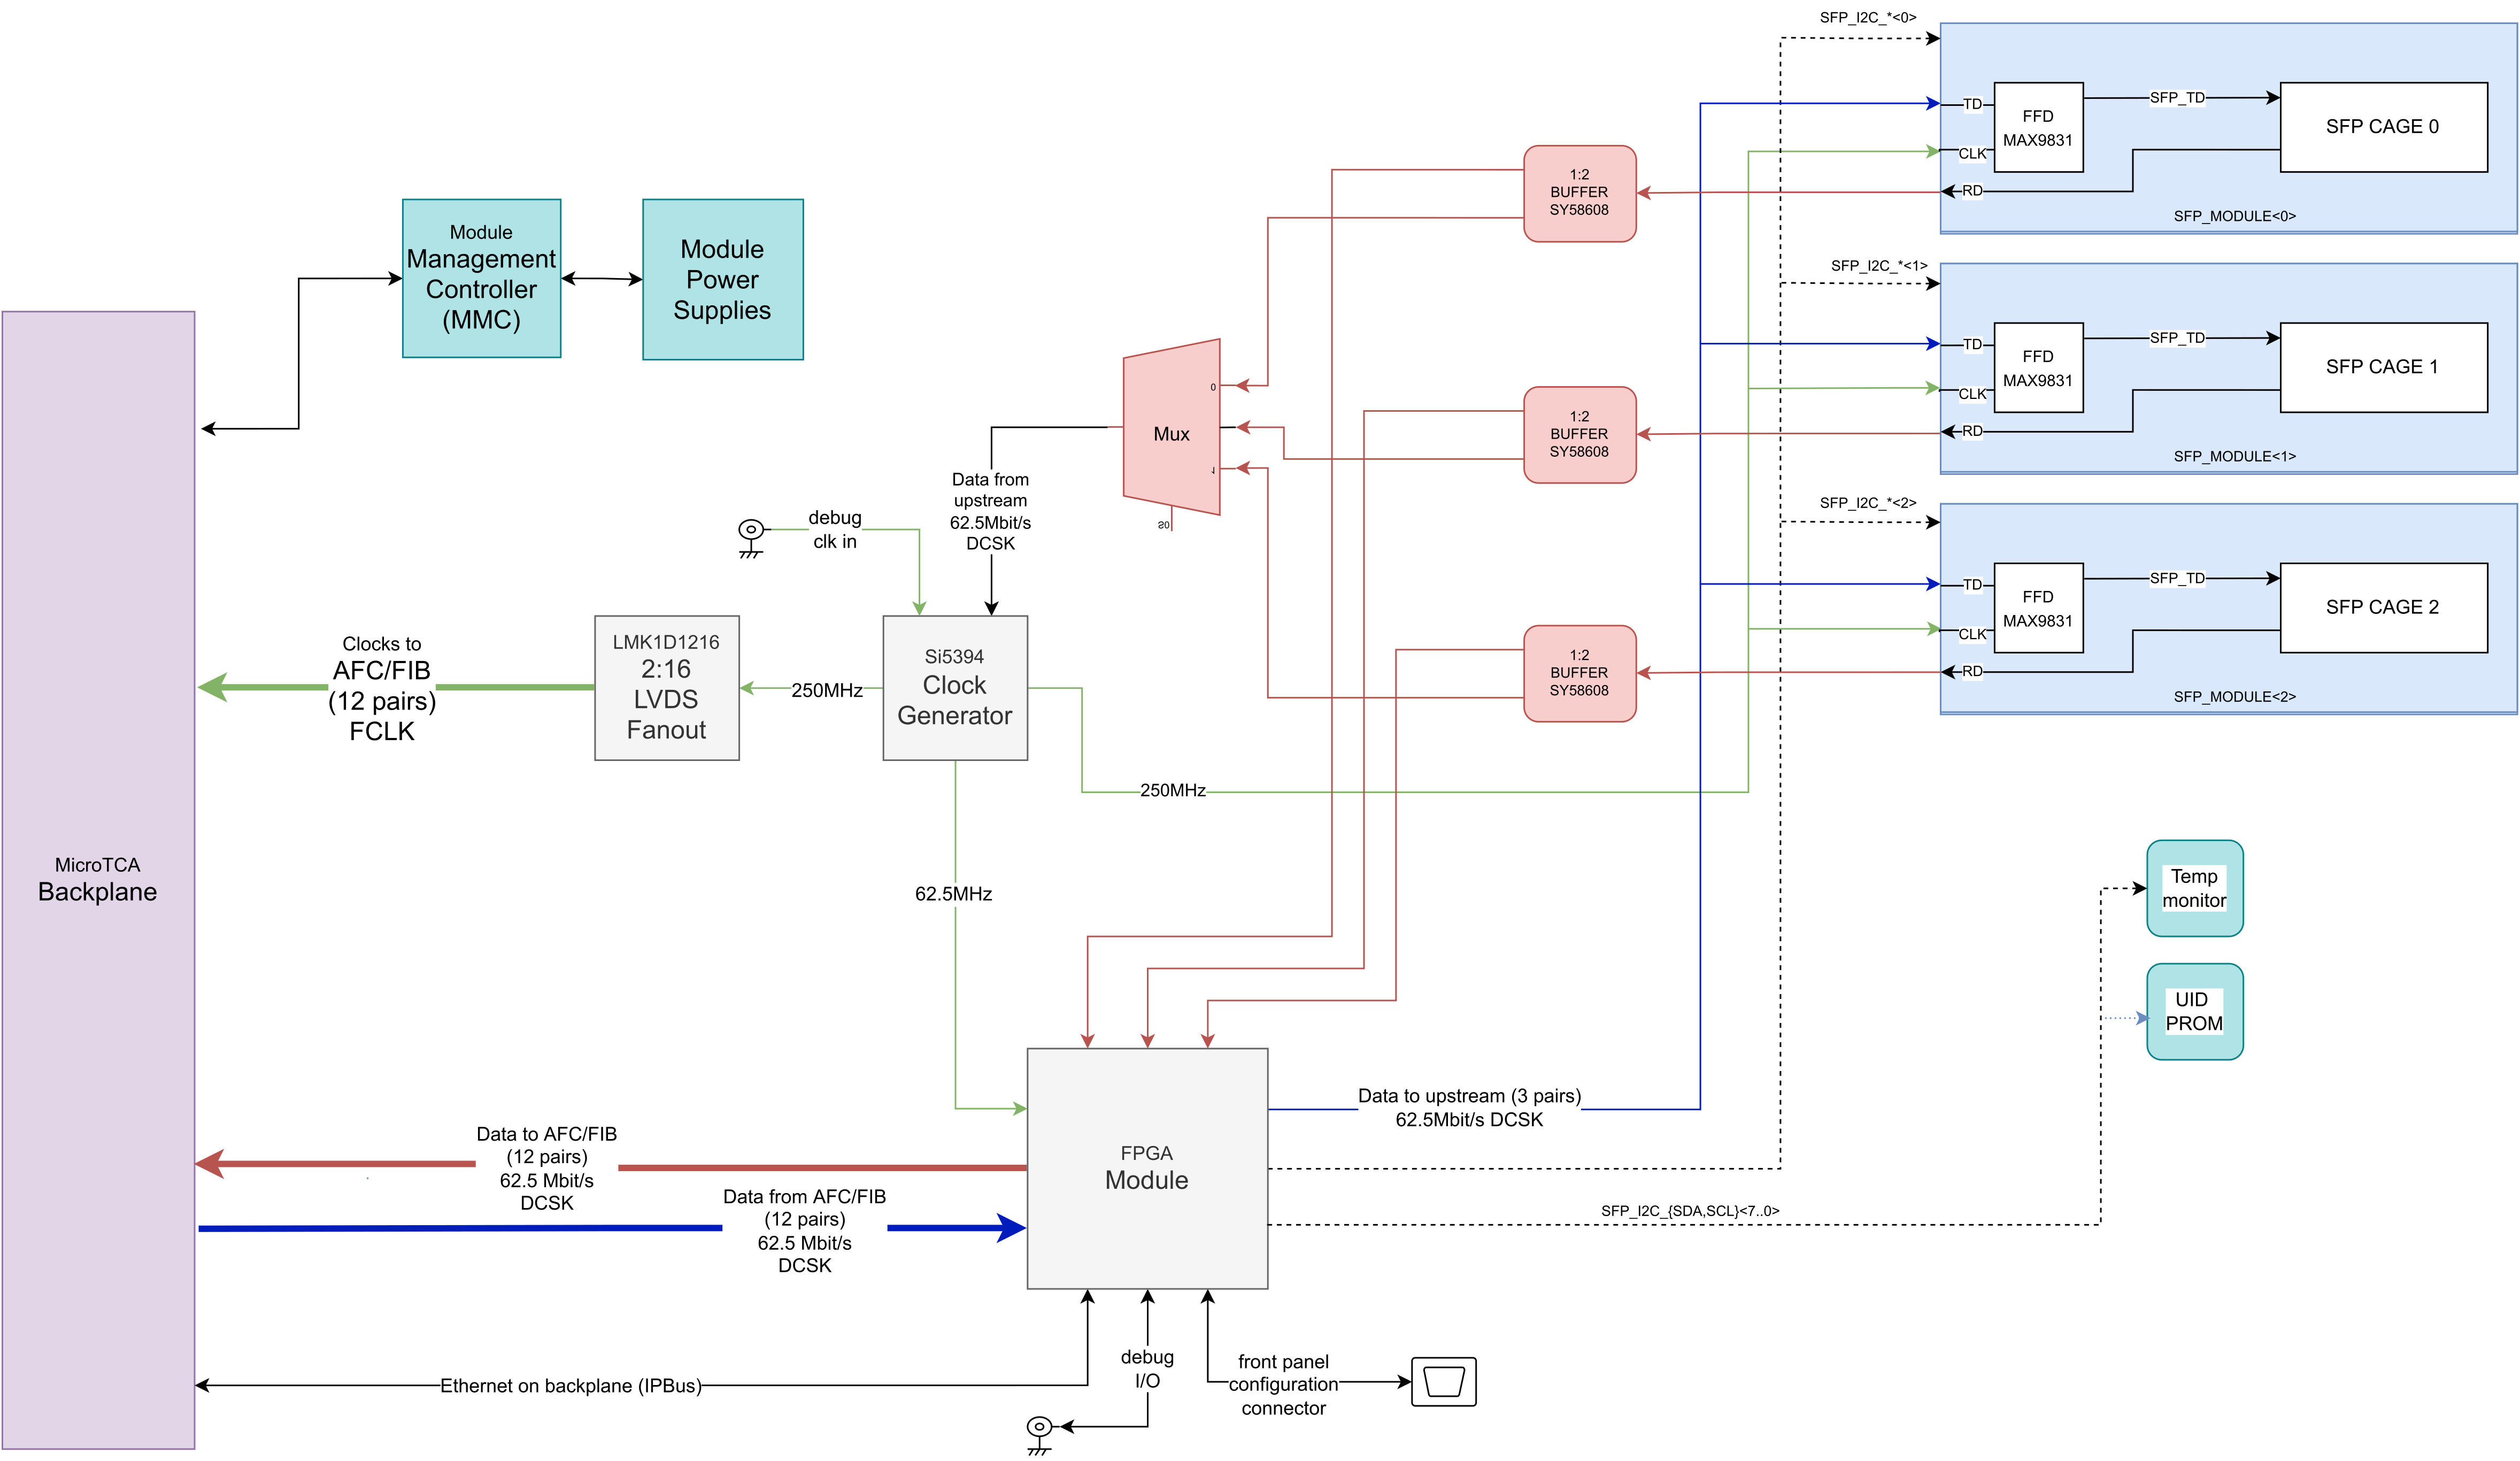 SFP_I2C_*<0>
TD
CLK
RD
FFD
MAX9831
SFP_TD
SFP CAGE 0
SFP_MODULE<0>
1:2
BUFFER
SY58608
Module
Management
Controller
(MMC)
Module
Power
Supplies
SFP_I2C_*<1>
TD
CLK
RD
FFD
MAX9831
SFP_TD
SFP CAGE 1
SFP_MODULE<1>
1:2
BUFFER
SY58608
0
Mux
1
S0
Data from
upstream
62.5Mbit/s
DCSK
debug
clk in
SFP_I2C_*<2>
TD
CLK
RD
FFD
MAX9831
SFP_TD
SFP CAGE 2
SFP_MODULE<2>
1:2
BUFFER
SY58608
Clocks to
AFC/FIB
(12 pairs)
FCLK
LMK1D1216
2:16
LVDS
Fanout
250MHz
Si5394
Clock
Generator
250MHz
62.5MHz
MicroTCA
Backplane
Temp
monitor
UID
PROM
Data to upstream (3 pairs)
62.5Mbit/s DCSK
FPGA
Module
Data to AFC/FIB
(12 pairs)
62.5 Mbit/s
DCSK
Data from AFC/FIB
(12 pairs)
62.5 Mbit/s
DCSK
SFP_I2C_{SDA,SCL}<7..0>
Ethernet on backplane (IPBus)
debug
I/O
front panel
configuration
connector